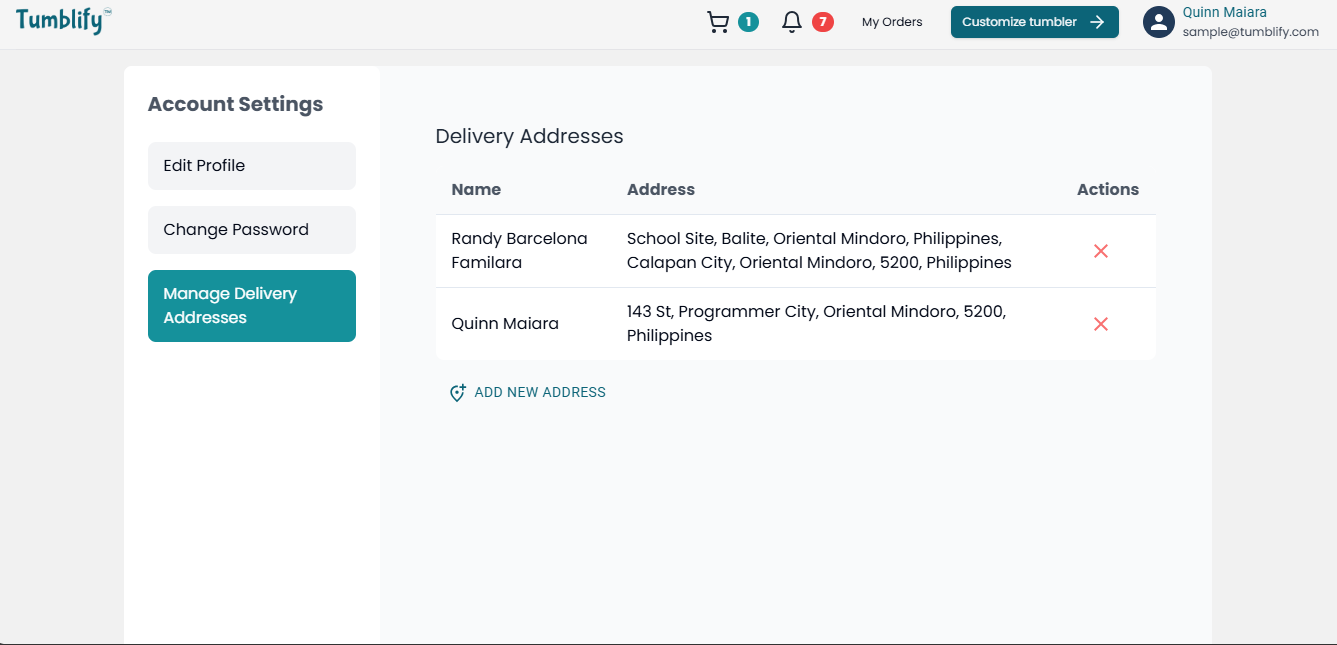 Tumblify™
1
7
My Orders
Customize tumbler
Quinn Maiara
sample@tumblify.com
Account Settings
Edit Profile
Change Password
Manage Delivery
Addresses
Delivery Addresses
Name Address Actions
Randy Barcelona
Familara
School Site, Balite, Oriental Mindoro, Philippines,
Calapan City, Oriental Mindoro, 5200, Philippines
Quinn Maiara
143 St, Programmer City, Oriental Mindoro, 5200,
Philippines
ADD NEW ADDRESS